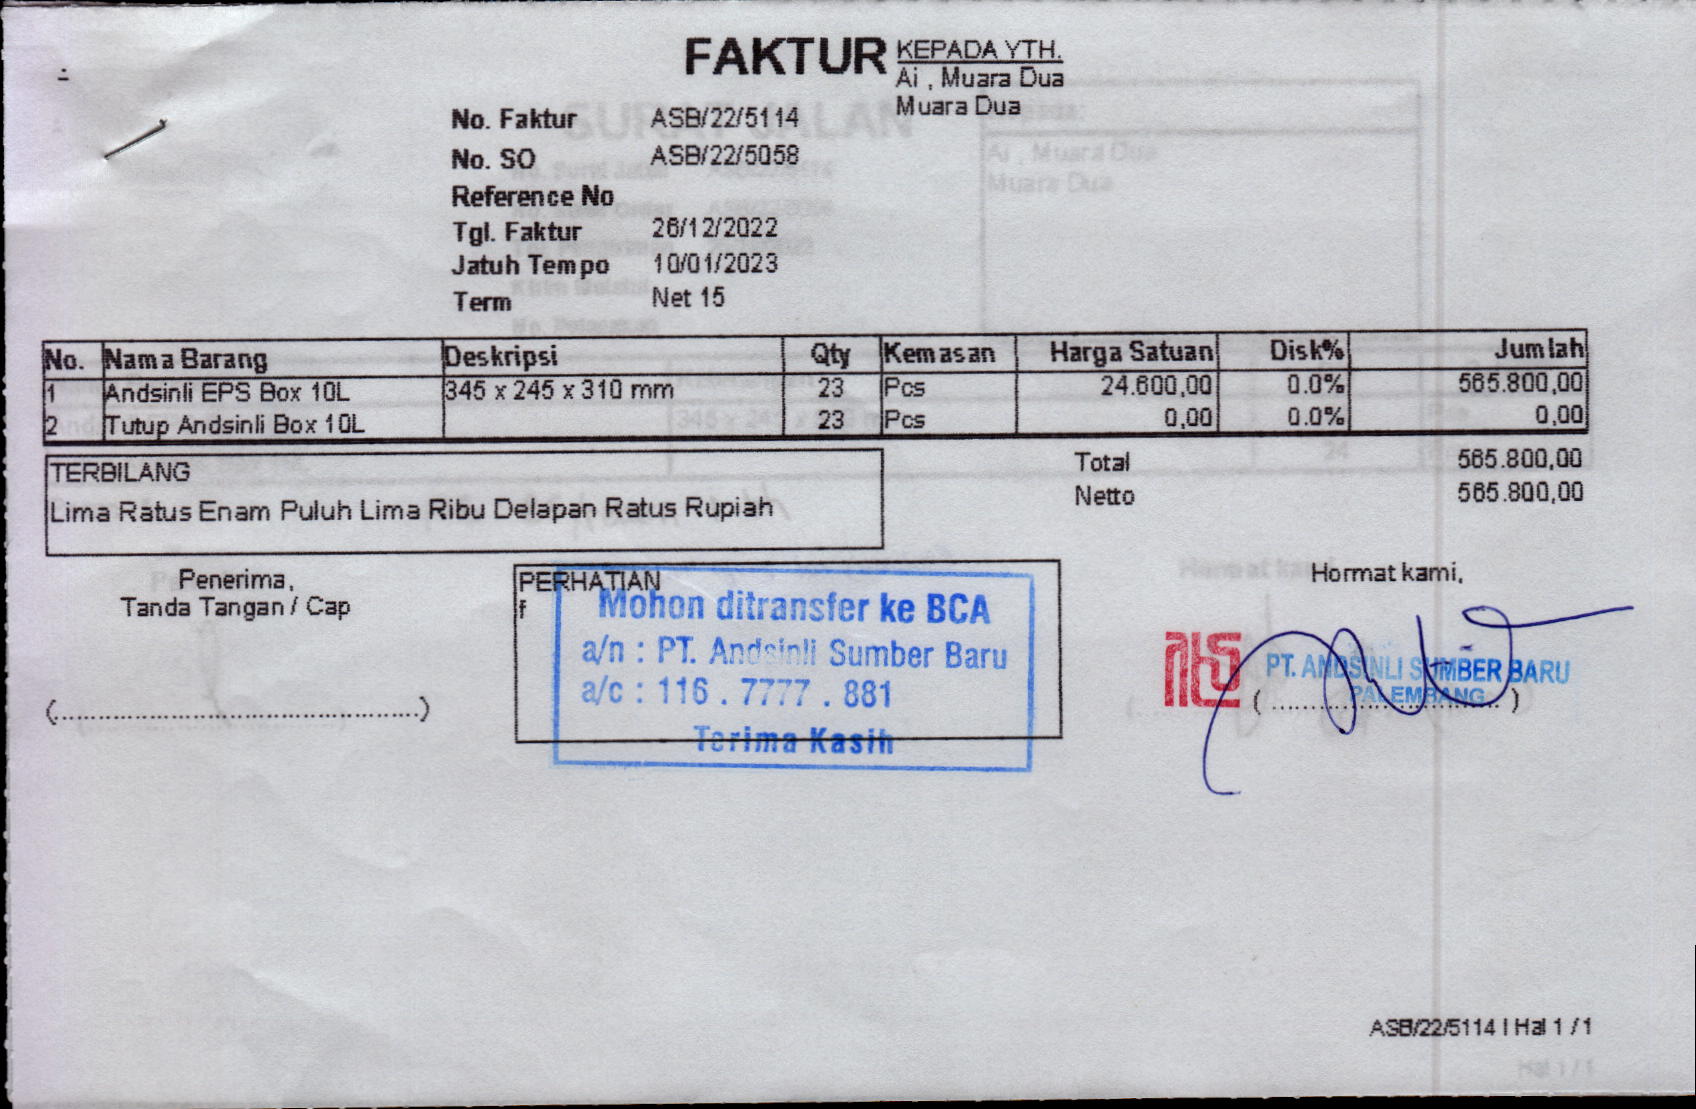 FAKTUR
KEPADA YTH.
Ai , Muara Dua
Muara Dua
No. Faktur ASB/22/5114
No. SO ASB/22/5058
Reference No
Tgl. Faktur 26/12/2022
Jatuh Tempo 10/01/2023
Term Net 15
No. Nama Barang Deskripsi Qty Kemasan Harga Satuan Disk% Jumlah
1 Andsinli EPS Box 10L 345 x 245 x 310 mm 23 Pcs 24.600,00 0.0% 565.800,00
2 Tutup Andsinli Box 10L 23 Pcs 0,00 0.0% 0,00
TERBILANG
Lima Ratus Enam Puluh Lima Ribu Delapan Ratus Rupiah
Total 565.800,00
Netto 565.800,00
Penerima,
Tanda Tangan / Cap
(..............................................)
PERHATIAN
f
Mohon ditransfer ke BCA
a/n : PT. Andsinli Sumber Baru
a/c : 116 . 7777 . 881
Terima Kasih
Hormat kami,
PT. ANDSINLI SUMBER BARU
PALEMBANG
( ............................. )
ASB/22/5114 | Hal 1 / 1